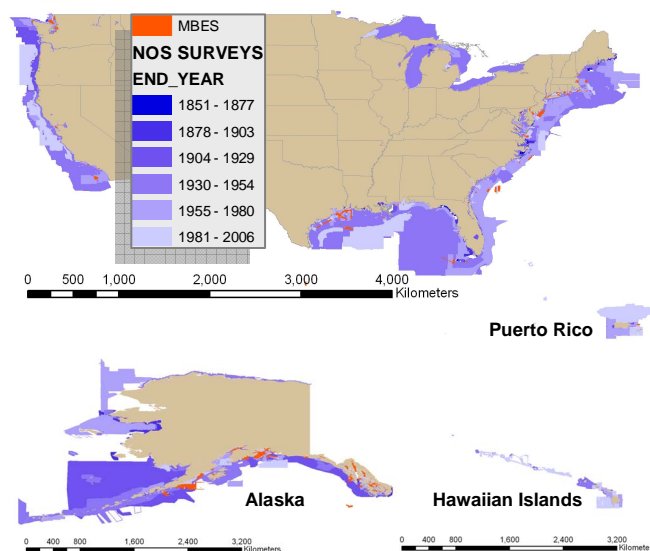 MBES
NOS SURVEYS
END_YEAR
1851 - 1877
1878 - 1903
1904 - 1929
1930 - 1954
1955 - 1980
1981 - 2006
0 500 1,000 2,000 3,000 4,000
Kilometers
Puerto Rico
Alaska
Hawaiian Islands
0 400 800 1,600 2,400 3,200
Kilometers
0 400 800 1,600 2,400 3,200
Kilometers